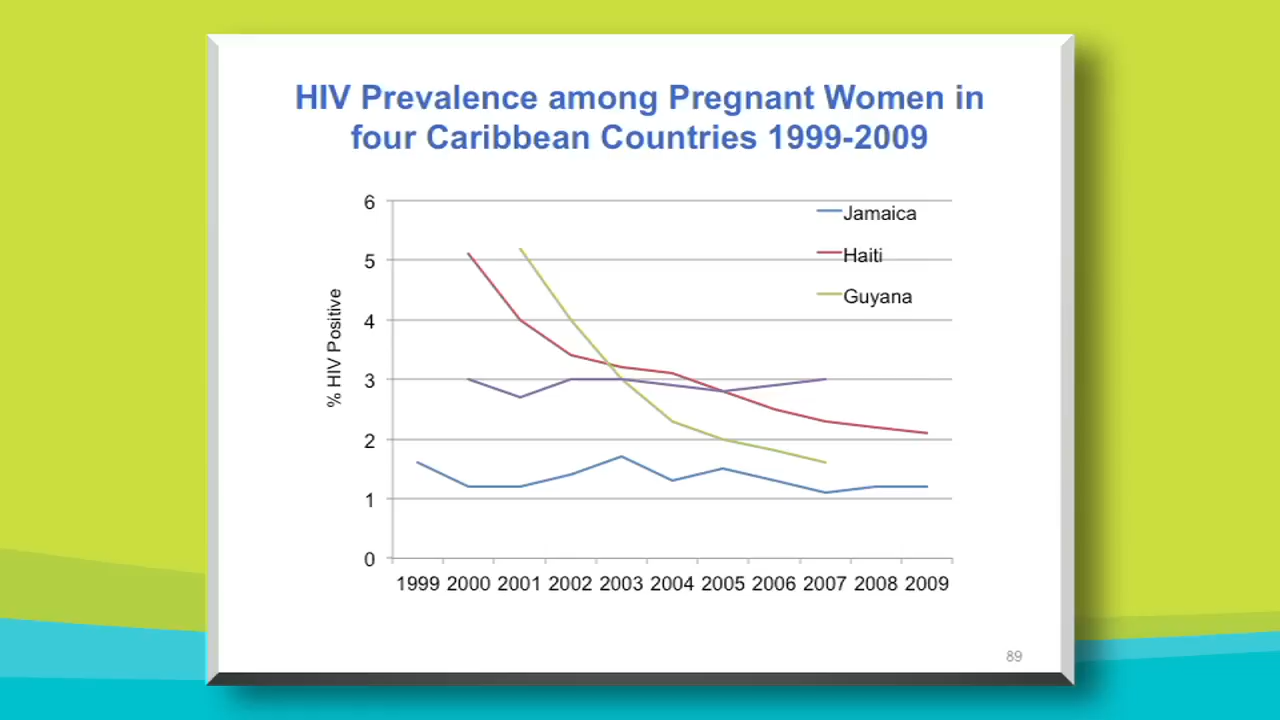 HIV Prevalence among Pregnant Women in
four Caribbean Countries 1999-2009
% HIV Positive
6
5
4
3
2
1
0
Jamaica
Haiti
Guyana
1999 2000 2001 2002 2003 2004 2005 2006 2007 2008 2009
89